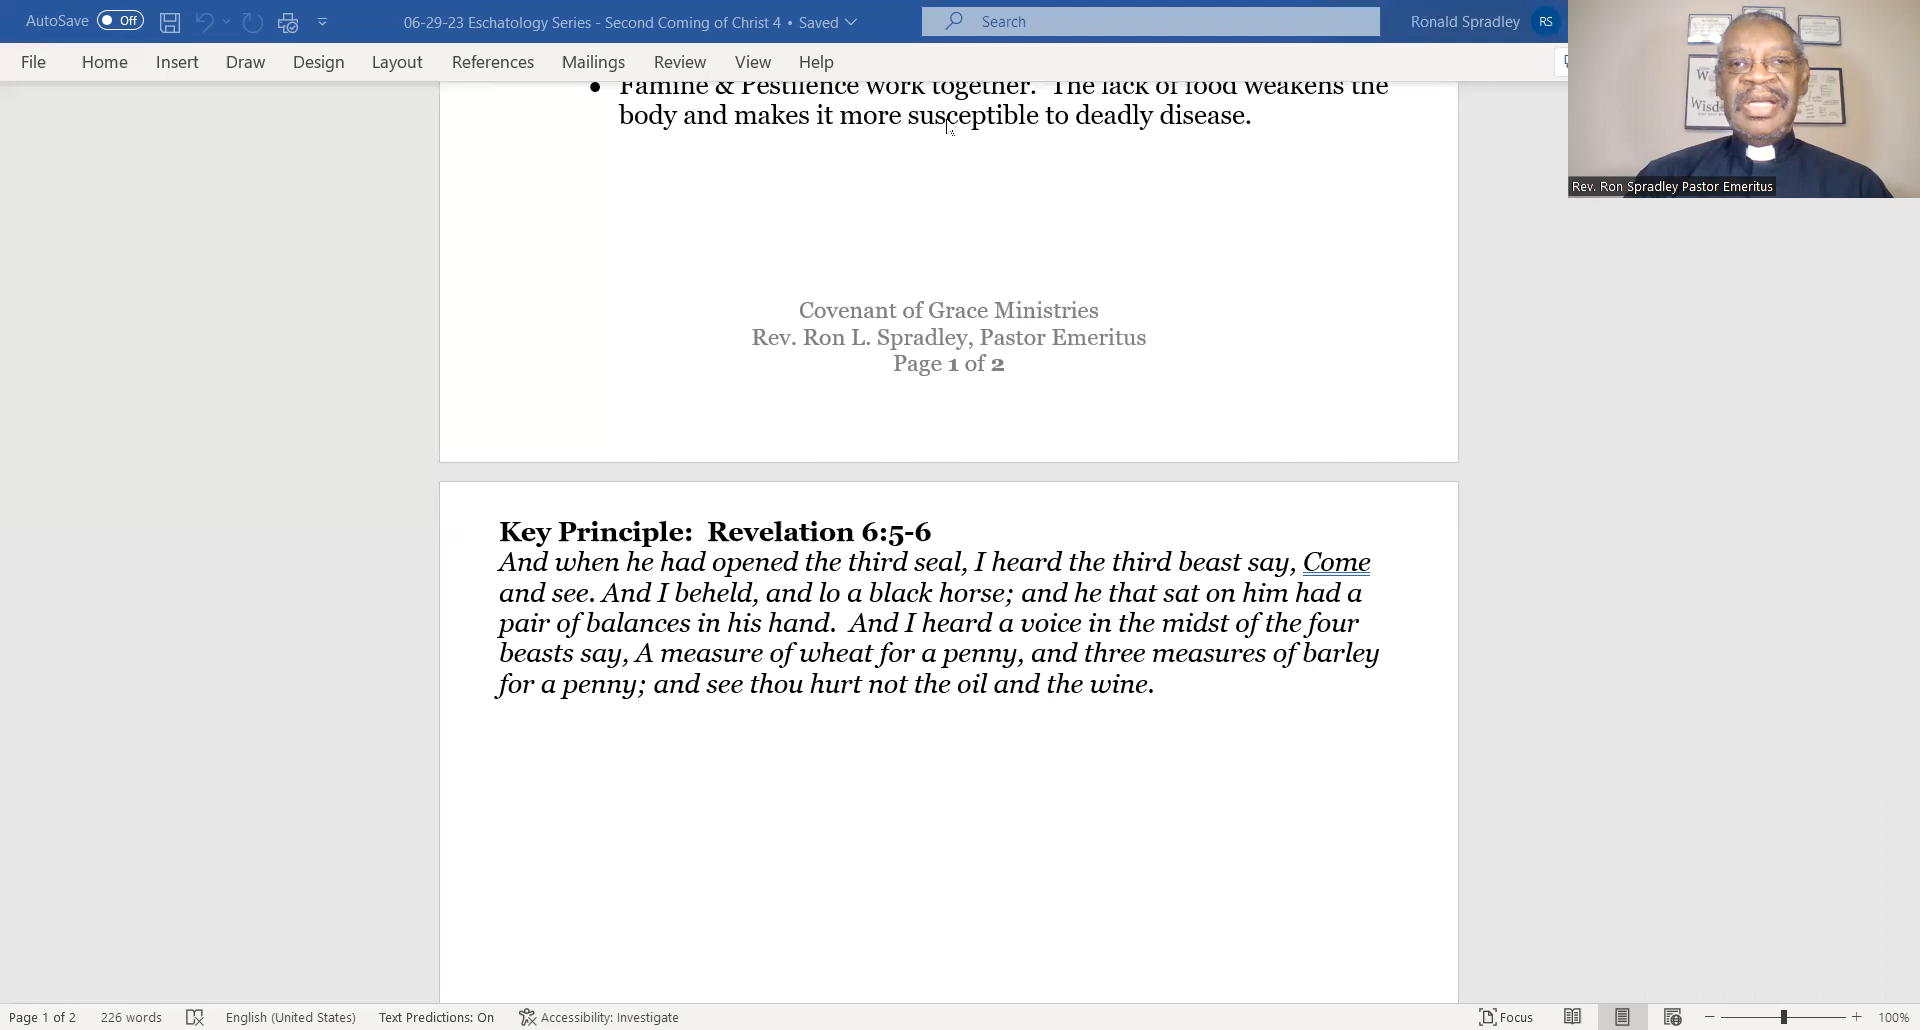 AutoSave Off 06-29-23 Eschatology Series - Second Coming of Christ 4 • Saved Search Ronald Spradley RS
File Home Insert Draw Design Layout References Mailings Review View Help
• Famine & Pestilence work together. The lack of food weakens the
body and makes it more susceptible to deadly disease.
Wisd
Rev. Ron Spradley Pastor Emeritus
Covenant of Grace Ministries
Rev. Ron L. Spradley, Pastor Emeritus
Page 1 of 2
Key Principle: Revelation 6:5-6
And when he had opened the third seal, I heard the third beast say, Come
and see. And I beheld, and lo a black horse; and he that sat on him had a
pair of balances in his hand. And I heard a voice in the midst of the four
beasts say, A measure of wheat for a penny, and three measures of barley
for a penny; and see thou hurt not the oil and the wine.
Page 1 of 2 226 words English (United States) Text Predictions: On Accessibility: Investigate Focus 100%